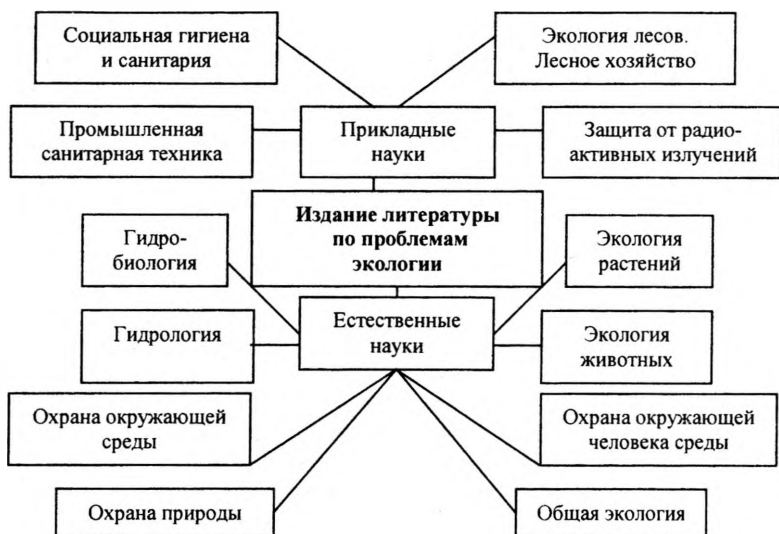 Социальная гигиена
и санитария
Экология лесов.
Лесное хозяйство
Промышленная
санитарная техника
Прикладные
науки
Защита от радио-
активных излучений
Издание литературы
по проблемам
экологии
Гидро-
биология
Экология
растений
Гидрология
Естественные
науки
Экология
животных
Охрана окружающей
среды
Охрана окружающей
человека среды
Охрана природы
Общая экология